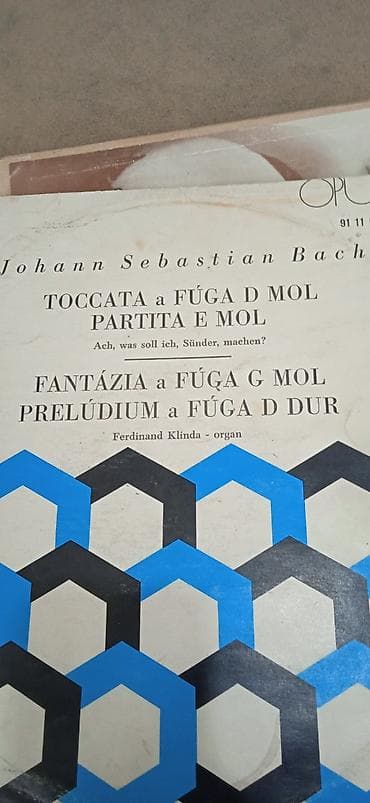 OPU
91 11
Johann Sebastian Bach
TOCCATA a FÚGA D MOL
PARTITA E MOL
Ach, was soll ich, Sünder, machen?
FANTÁZIA a FÚGA G MOL
PRELÚDIUM a FÚGA D DUR
Ferdinand Klinda - organ